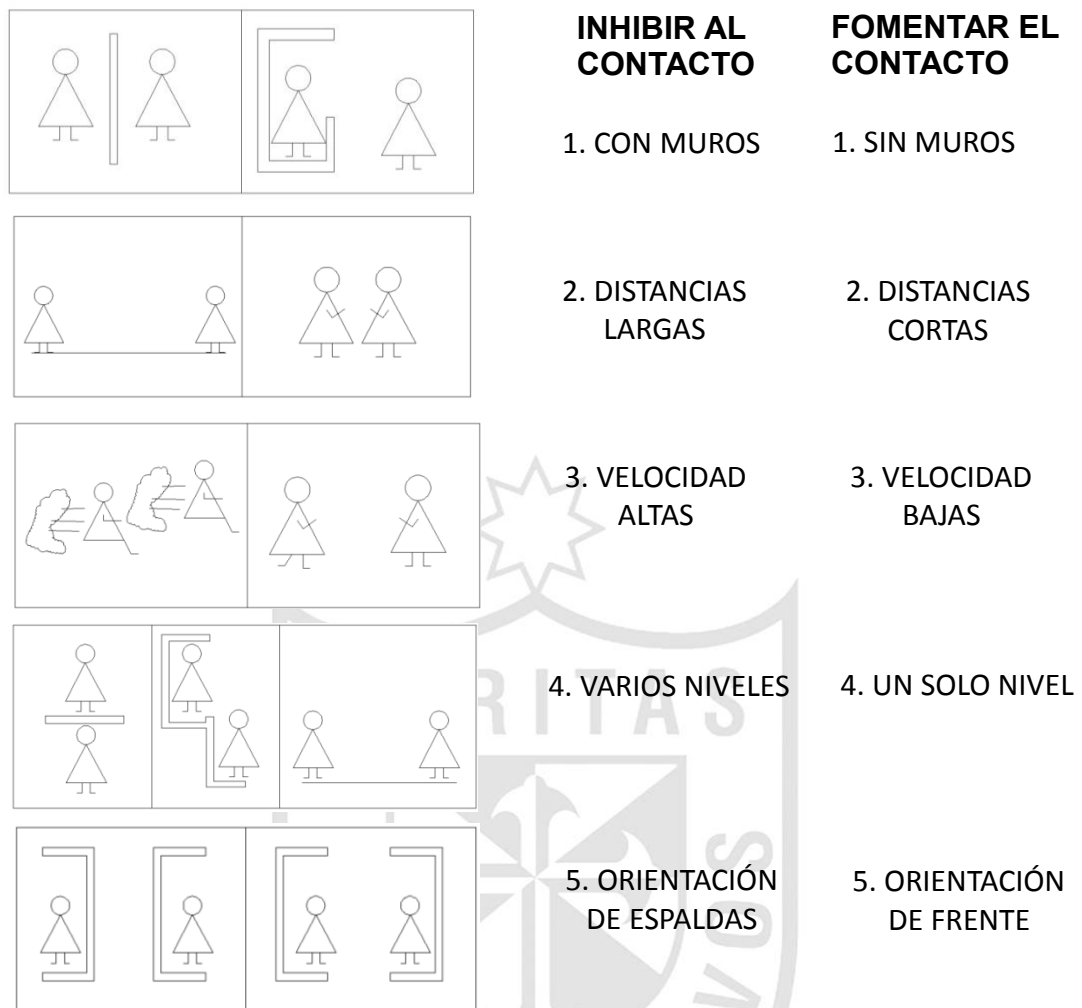 INHIBIR AL
CONTACTO
FOMENTAR EL
CONTACTO
1. CON MUROS
1. SIN MUROS
2. DISTANCIAS
LARGAS
2. DISTANCIAS
CORTAS
3. VELOCIDAD
ALTAS
3. VELOCIDAD
BAJAS
4. VARIOS NIVELES
4. UN SOLO NIVEL
5. ORIENTACIÓN
DE ESPALDAS
5. ORIENTACIÓN
DE FRENTE